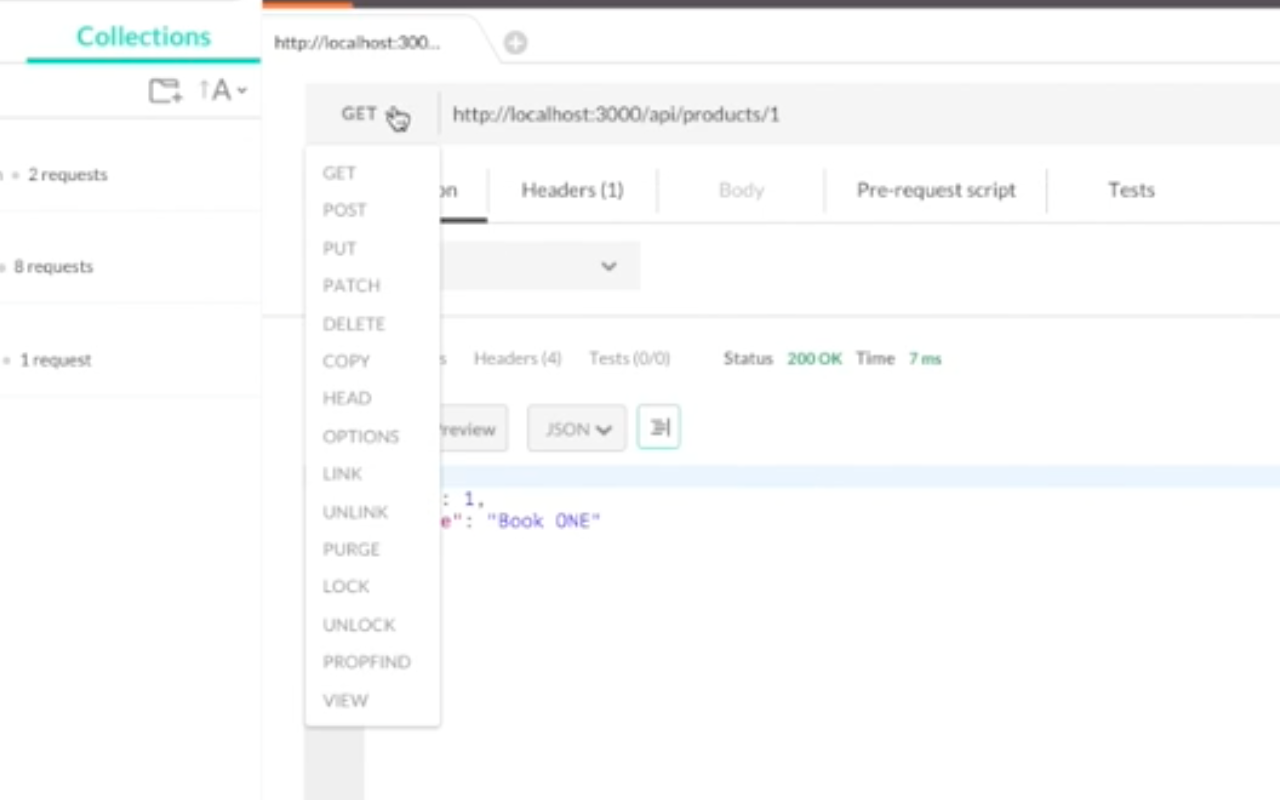 Collections
A
2 requests
8 requests
1 request
http://localhost:300...
GET
http://localhost:3000/api/products/1
GET
POST
PUT
PATCH
DELETE
COPY
HEAD
OPTIONS
LINK
UNLINK
PURGE
LOCK
UNLOCK
PROPFIND
VIEW
on Headers (1) Body Pre-request script Tests
s Headers (4) Tests (0/0) Status 200 OK Time 7 ms
review JSON
: 1,
e": "Book ONE"